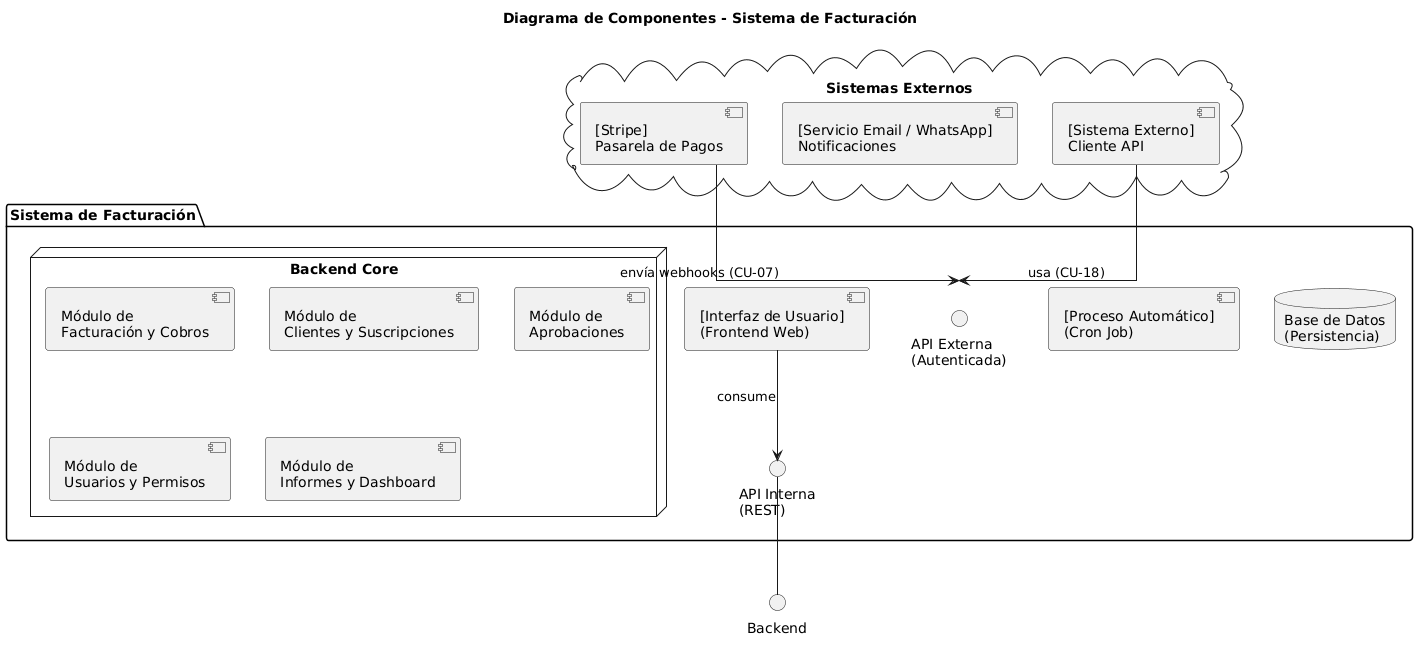 Diagrama de Componentes - Sistema de Facturación
Sistemas Externos
[Stripe]
Pasarela de Pagos
[Servicio Email / WhatsApp]
Notificaciones
[Sistema Externo]
Cliente API
Sistema de Facturación
Backend Core
envía webhooks (CU-07)
usa (CU-18)
Módulo de
Facturación y Cobros
Módulo de
Clientes y Suscripciones
Módulo de
Aprobaciones
[Interfaz de Usuario]
(Frontend Web)
API Externa
(Autenticada)
[Proceso Automático]
(Cron Job)
Base de Datos
(Persistencia)
consume
Módulo de
Usuarios y Permisos
Módulo de
Informes y Dashboard
API Interna
(REST)
Backend